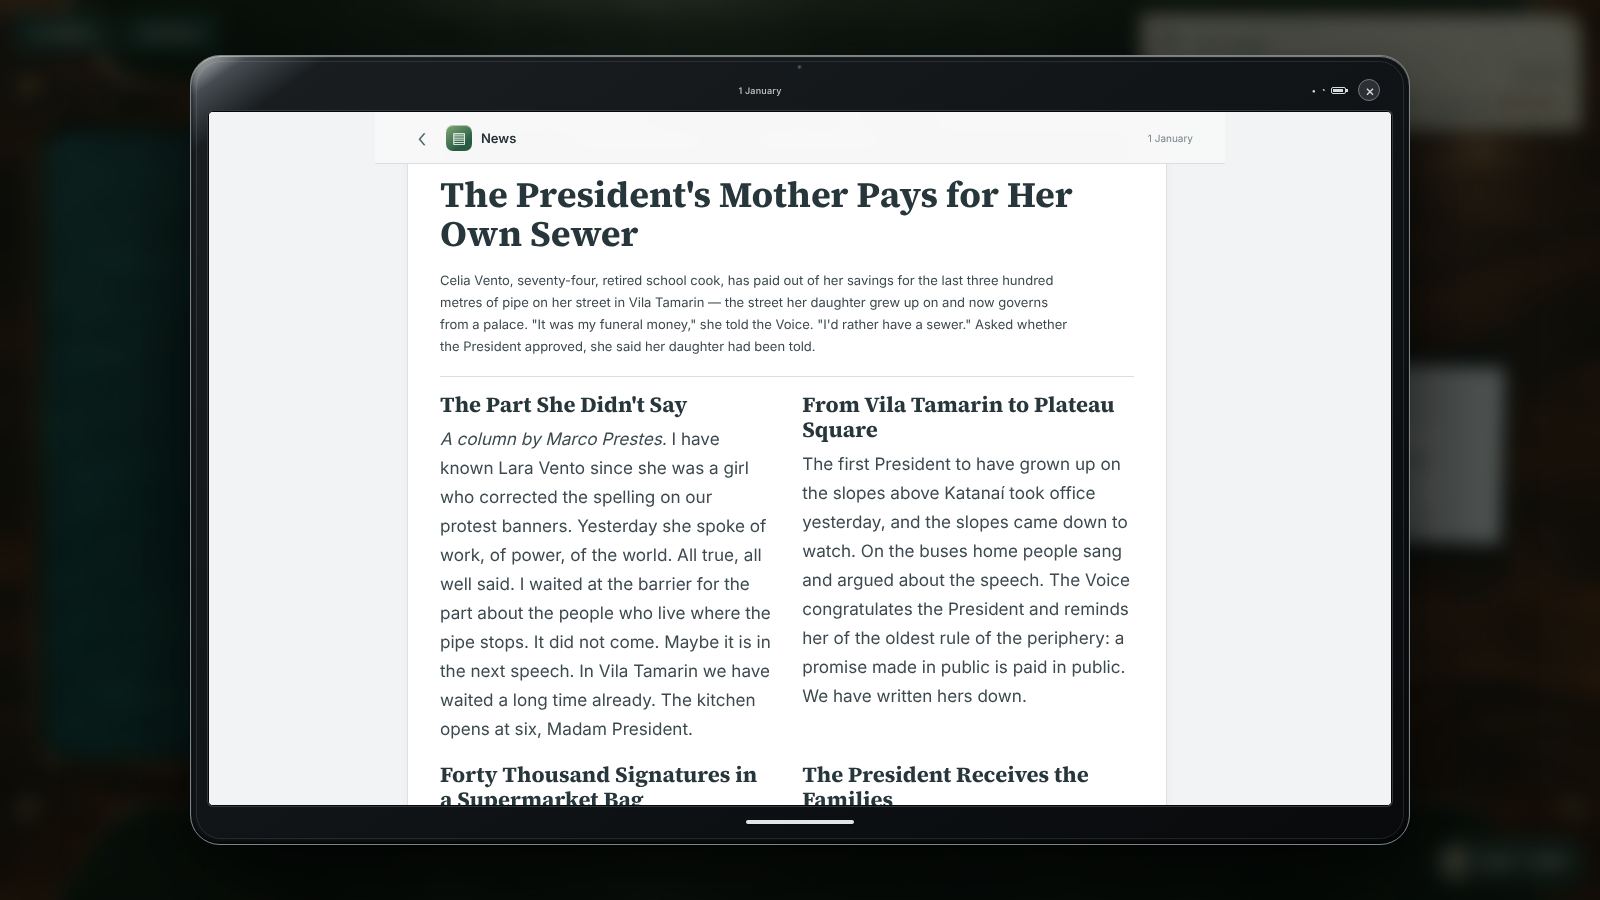 1 January
News
1 January
The President's Mother Pays for Her
Own Sewer
Celia Vento, seventy-four, retired school cook, has paid out of her savings for the last three hundred
metres of pipe on her street in Vila Tamarin — the street her daughter grew up on and now governs
from a palace. "It was my funeral money," she told the Voice. "I'd rather have a sewer." Asked whether
the President approved, she said her daughter had been told.
The Part She Didn't Say
A column by Marco Prestes. I have
known Lara Vento since she was a girl
who corrected the spelling on our
protest banners. Yesterday she spoke of
work, of power, of the world. All true, all
well said. I waited at the barrier for the
part about the people who live where the
pipe stops. It did not come. Maybe it is in
the next speech. In Vila Tamarin we have
waited a long time already. The kitchen
opens at six, Madam President.
From Vila Tamarin to Plateau
Square
The first President to have grown up on
the slopes above Katanaí took office
yesterday, and the slopes came down to
watch. On the buses home people sang
and argued about the speech. The Voice
congratulates the President and reminds
her of the oldest rule of the periphery: a
promise made in public is paid in public.
We have written hers down.
Forty Thousand Signatures in
a Supermarket Bag
The President Receives the
Families